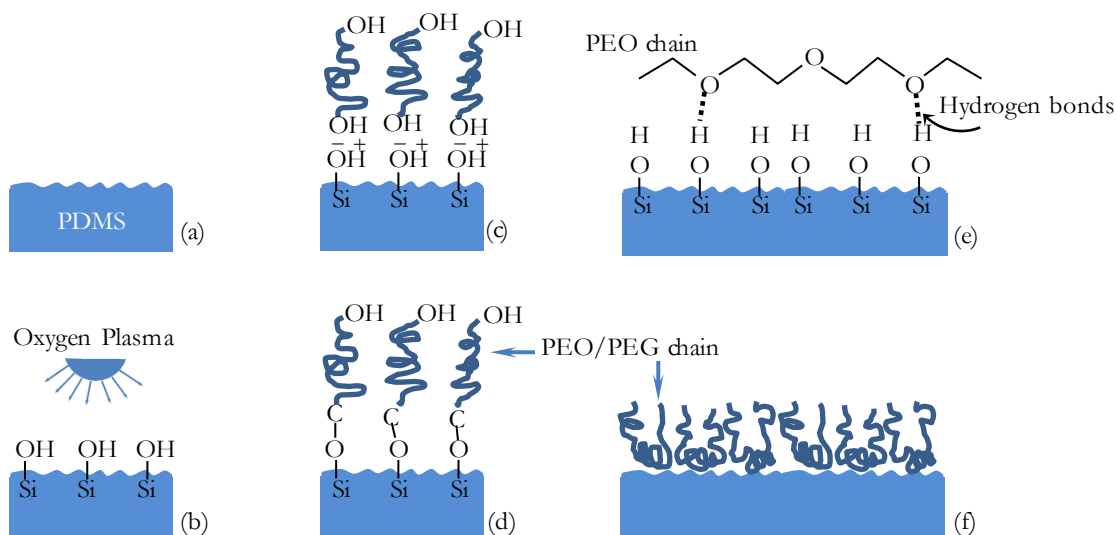 PDMS
(a)
Oxygen Plasma
OH OH OH
Si Si Si
(b)
OH OH OH
OH OH OH
− + − + − +
OH OH OH
Si Si Si
(c)
OH OH OH
C C C
O O O
Si Si Si
(d)
PEO/PEG chain
PEO chain
O
O O
Hydrogen bonds
H H H H H H
O O O O O O
Si Si Si Si Si Si
(e)
(f)